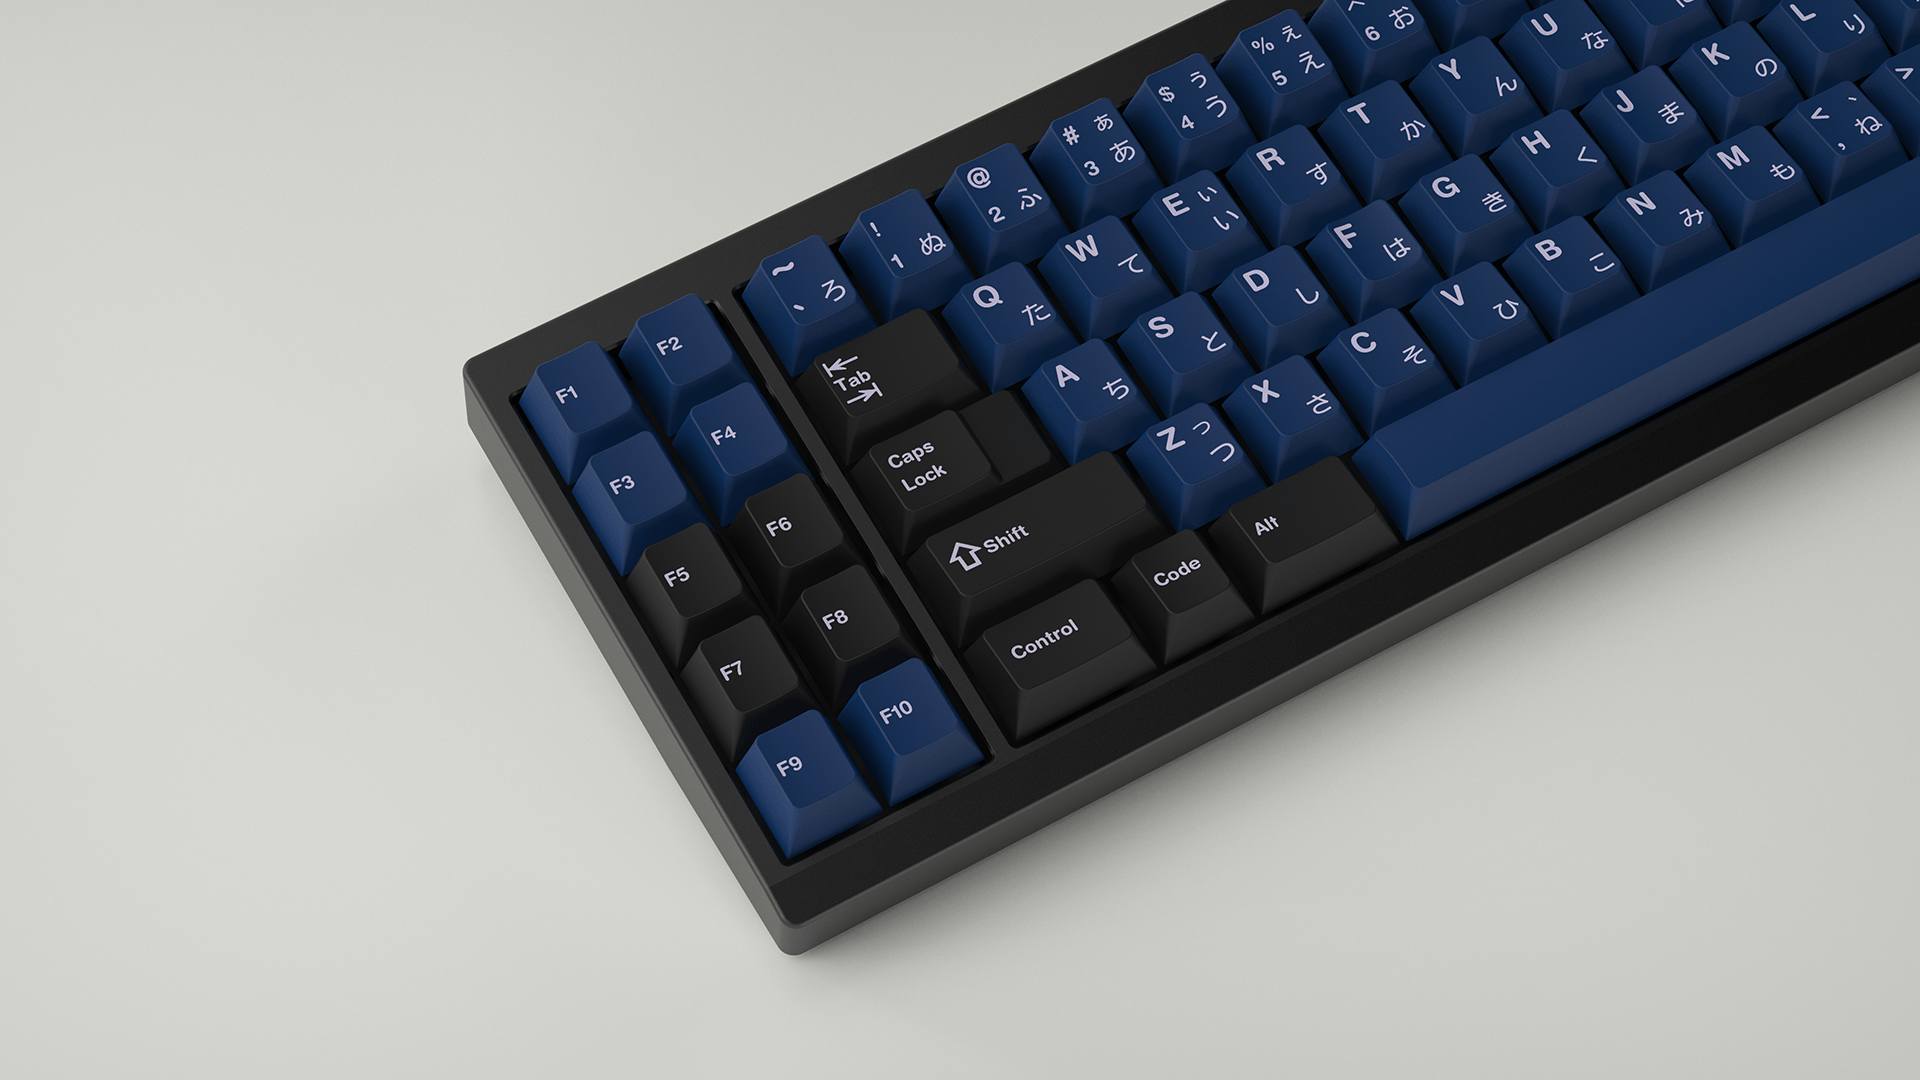 F1
F2
F3
F4
F5
F6
F7
F8
F9
F10
~
` ろ
!
1 ぬ
@
2 ふ
# ぁ
3 あ
$ ぅ
4 う
% ぇ
5 え
^
6 お
Tab
Q た
W て
E ぃ
い
R す
T か
Y ん
U な
Caps
Lock
A ち
S と
D し
F は
G き
H く
J ま
K の
L り
Shift
Z っ
つ
X さ
C そ
V ひ
B こ
N み
M も
< 、
, ね
>
Control
Code
Alt